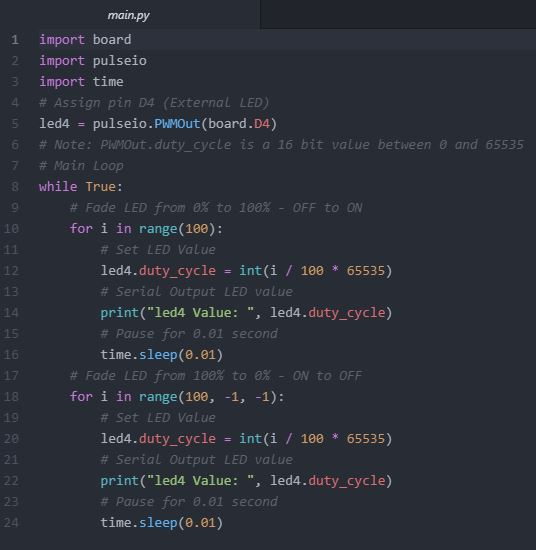 main.py
1 import board
2 import pulseio
3 import time
4 # Assign pin D4 (External LED)
5 led4 = pulseio.PWMOut(board.D4)
6 # Note: PWMOut.duty_cycle is a 16 bit value between 0 and 65535
7 # Main Loop
8 while True:
9     # Fade LED from 0% to 100% - OFF to ON
10     for i in range(100):
11         # Set LED Value
12         led4.duty_cycle = int(i / 100 * 65535)
13         # Serial Output LED value
14         print("led4 Value: ", led4.duty_cycle)
15         # Pause for 0.01 second
16         time.sleep(0.01)
17     # Fade LED from 100% to 0% - ON to OFF
18     for i in range(100, -1, -1):
19         # Set LED Value
20         led4.duty_cycle = int(i / 100 * 65535)
21         # Serial Output LED value
22         print("led4 Value: ", led4.duty_cycle)
23         # Pause for 0.01 second
24         time.sleep(0.01)